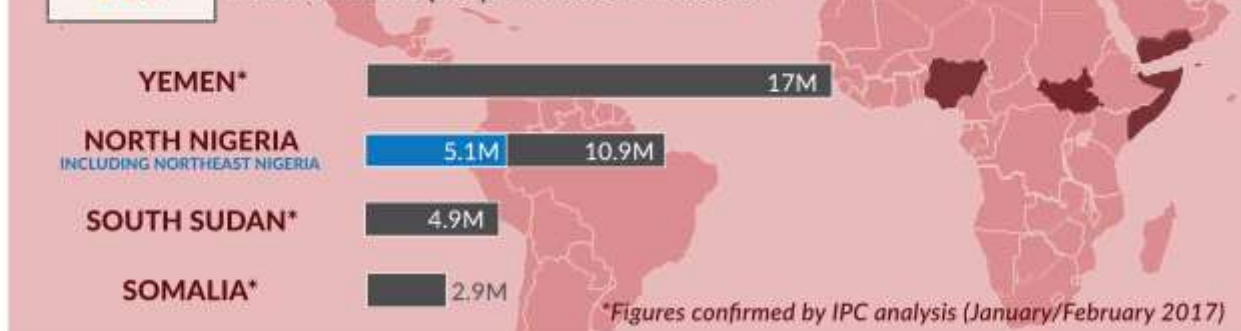 YEMEN*
17M
NORTH NIGERIA
INCLUDING NORTHEAST NIGERIA
5.1M 10.9M
SOUTH SUDAN*
4.9M
SOMALIA*
2.9M
*Figures confirmed by IPC analysis (January/February 2017)